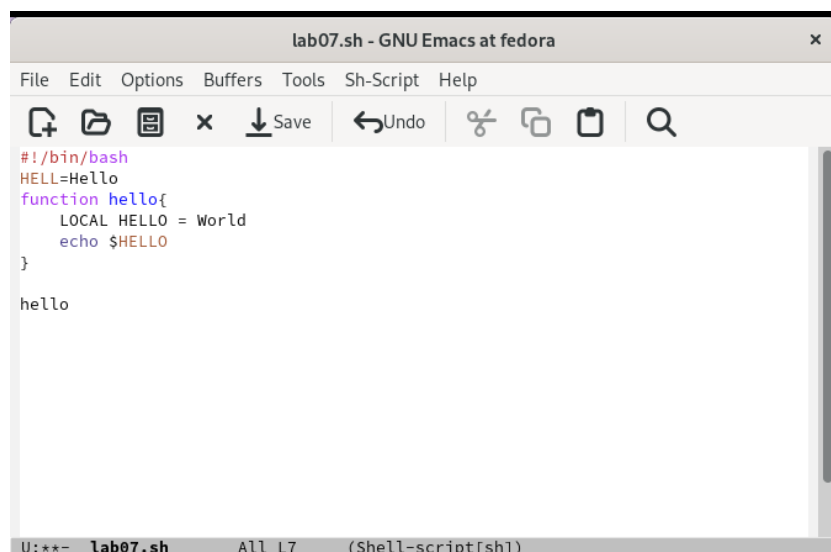 lab07.sh - GNU Emacs at fedora
File Edit Options Buffers Tools Sh-Script Help
Save Undo
#!/bin/bash
HELL=Hello
function hello{
    LOCAL HELLO = World
    echo $HELLO
}
hello
U:**- lab07.sh All L7 (Shell-script[sh])